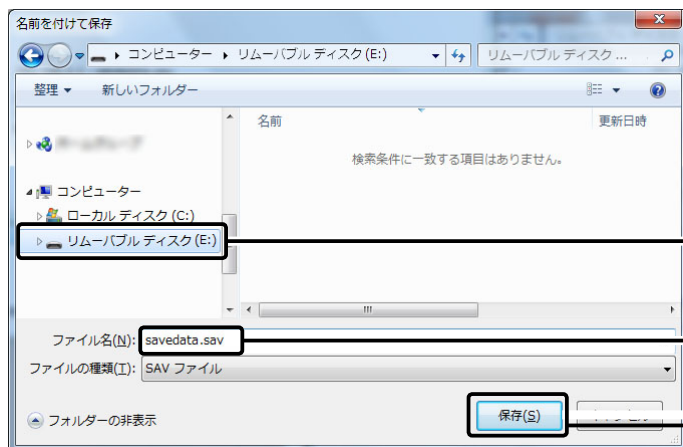 名前を付けて保存
コンピューター リムーバブル ディスク (E:)
リムーバブル ディスク ...
整理 新しいフォルダー
名前 更新日時
検索条件に一致する項目はありません。
コンピューター
ローカル ディスク (C:)
リムーバブル ディスク (E:)
ファイル名(N): savedata.sav
ファイルの種類(T): SAV ファイル
フォルダーの非表示 保存(S)